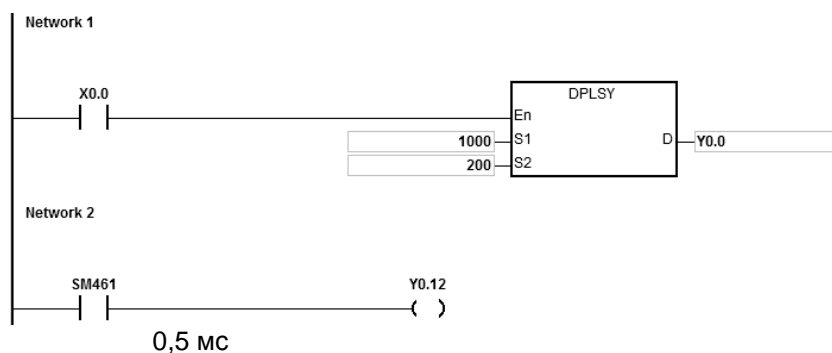 Network 1
X0.0
DPLSY
En
1000 S1 D Y0.0
200 S2
Network 2
SM461 Y0.12
0,5 мс